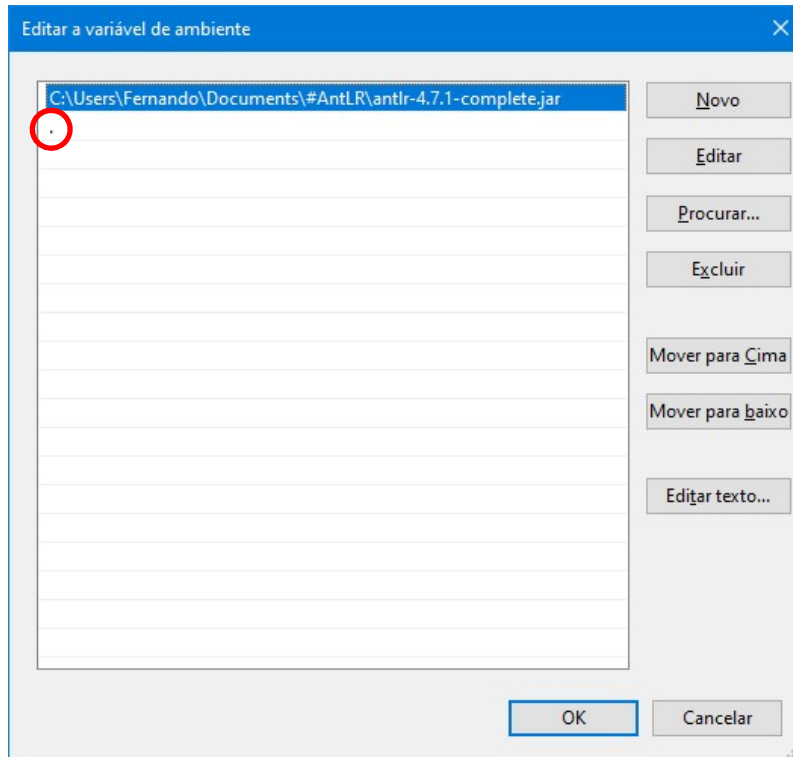 Editar a variável de ambiente
C:\Users\Fernando\Documents\#AntLR\antlr-4.7.1-complete.jar
.
Novo
Editar
Procurar...
Excluir
Mover para Cima
Mover para baixo
Editar texto...
OK
Cancelar